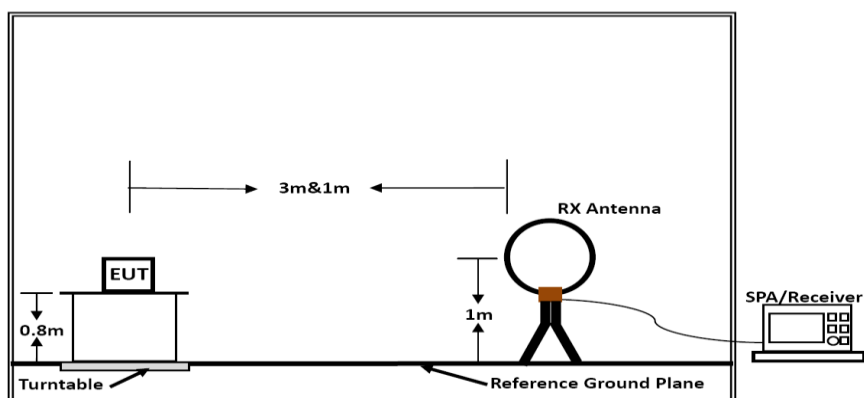 3m&1m
RX Antenna
EUT
SPA/Receiver
0.8m
1m
Turntable
Reference Ground Plane